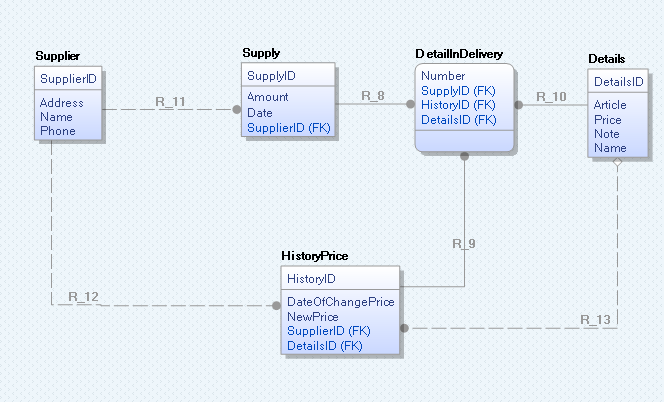 Supplier
SupplierID
Address
Name
Phone
R_11
Supply
SupplyID
Amount
Date
SupplierID (FK)
R_8
DetailInDelivery
Number
SupplyID (FK)
HistoryID (FK)
DetailsID (FK)
R_10
Details
DetailsID
Article
Price
Note
Name
R_9
R_12
HistoryPrice
HistoryID
DateOfChangePrice
NewPrice
SupplierID (FK)
DetailsID (FK)
R_13